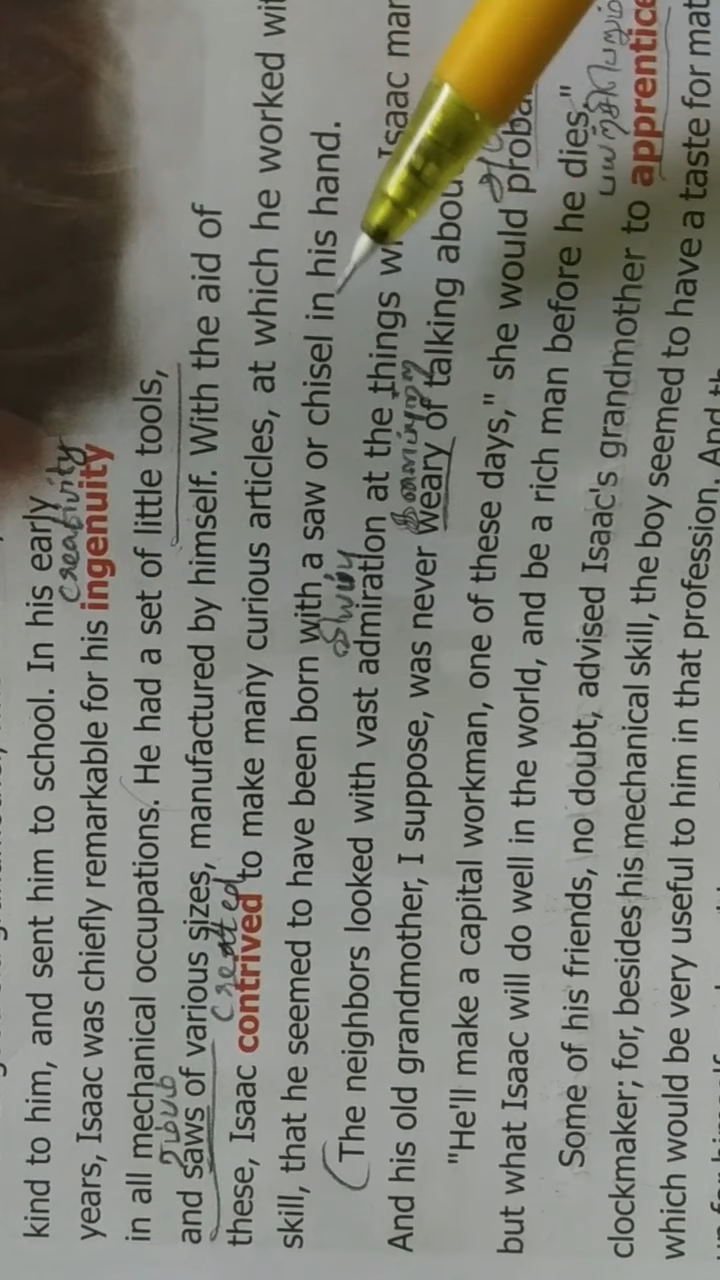 kind to him, and sent him to school. In his early
creativity
years, Isaac was chiefly remarkable for his ingenuity
in all mechanical occupations. He had a set of little tools,
and saws of various sizes, manufactured by himself. With the aid of
created
these, Isaac contrived to make many curious articles, at which he worked
skill, that he seemed to have been born with a saw or chisel in his hand.
வியப்பு
The neighbors looked with vast admiration at the things Isaac
And his old grandmother, I suppose, was never weary of talking
"He'll make a capital workman, one of these days," she would
but what Isaac will do well in the world, and be a rich man before he dies."
Some of his friends, no doubt, advised Isaac's grandmother to apprentice
clockmaker; for, besides his mechanical skill, the boy seemed to have a taste for
which would be very useful to him in that profession. And